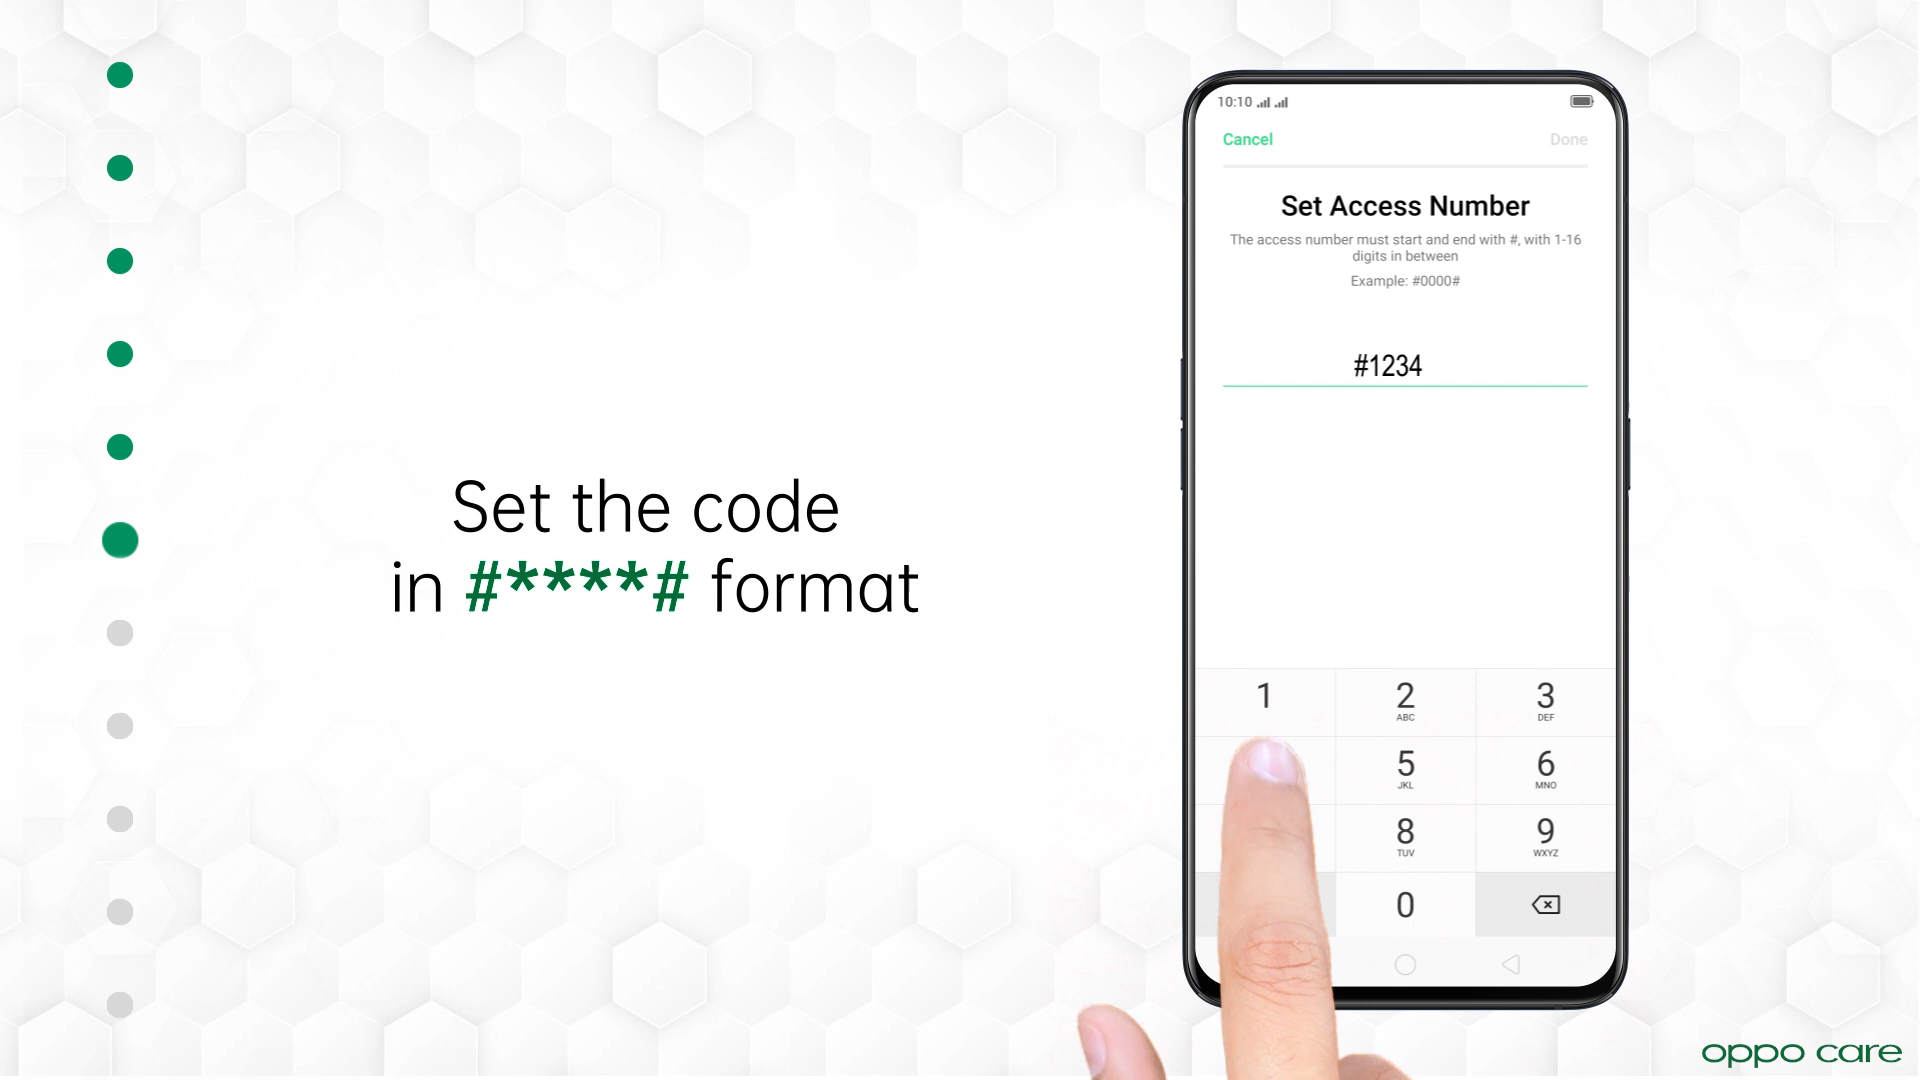 Set the code
in #****# format
10:10
Cancel
Done
Set Access Number
The access number must start and end with #, with 1-16
digits in between
Example: #0000#
#1234
1
2
3
ABC
DEF
5
6
JKL
MNO
8
9
TUV
WXYZ
0
oppo care